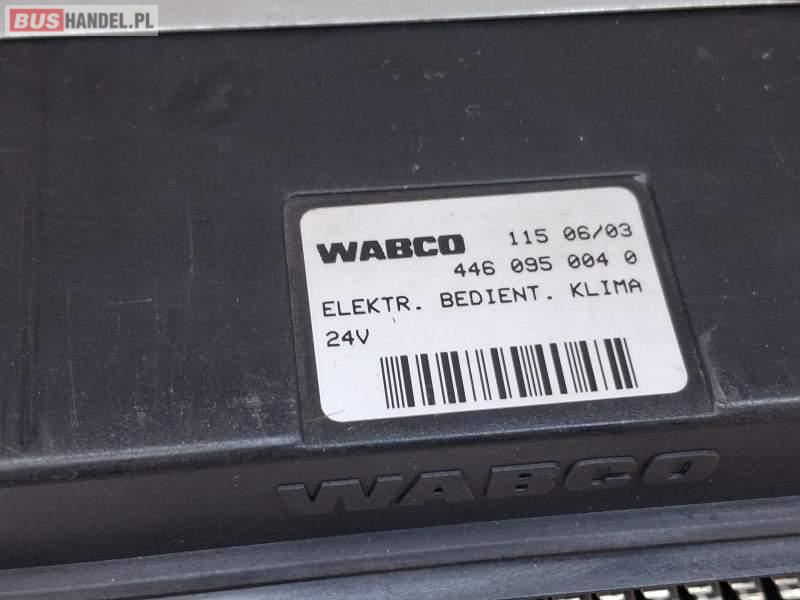 BUSHANDEL.PL
WABCO 115 06/03
446 095 004 0
ELEKTR. BEDIENT. KLIMA
24V
WABCO